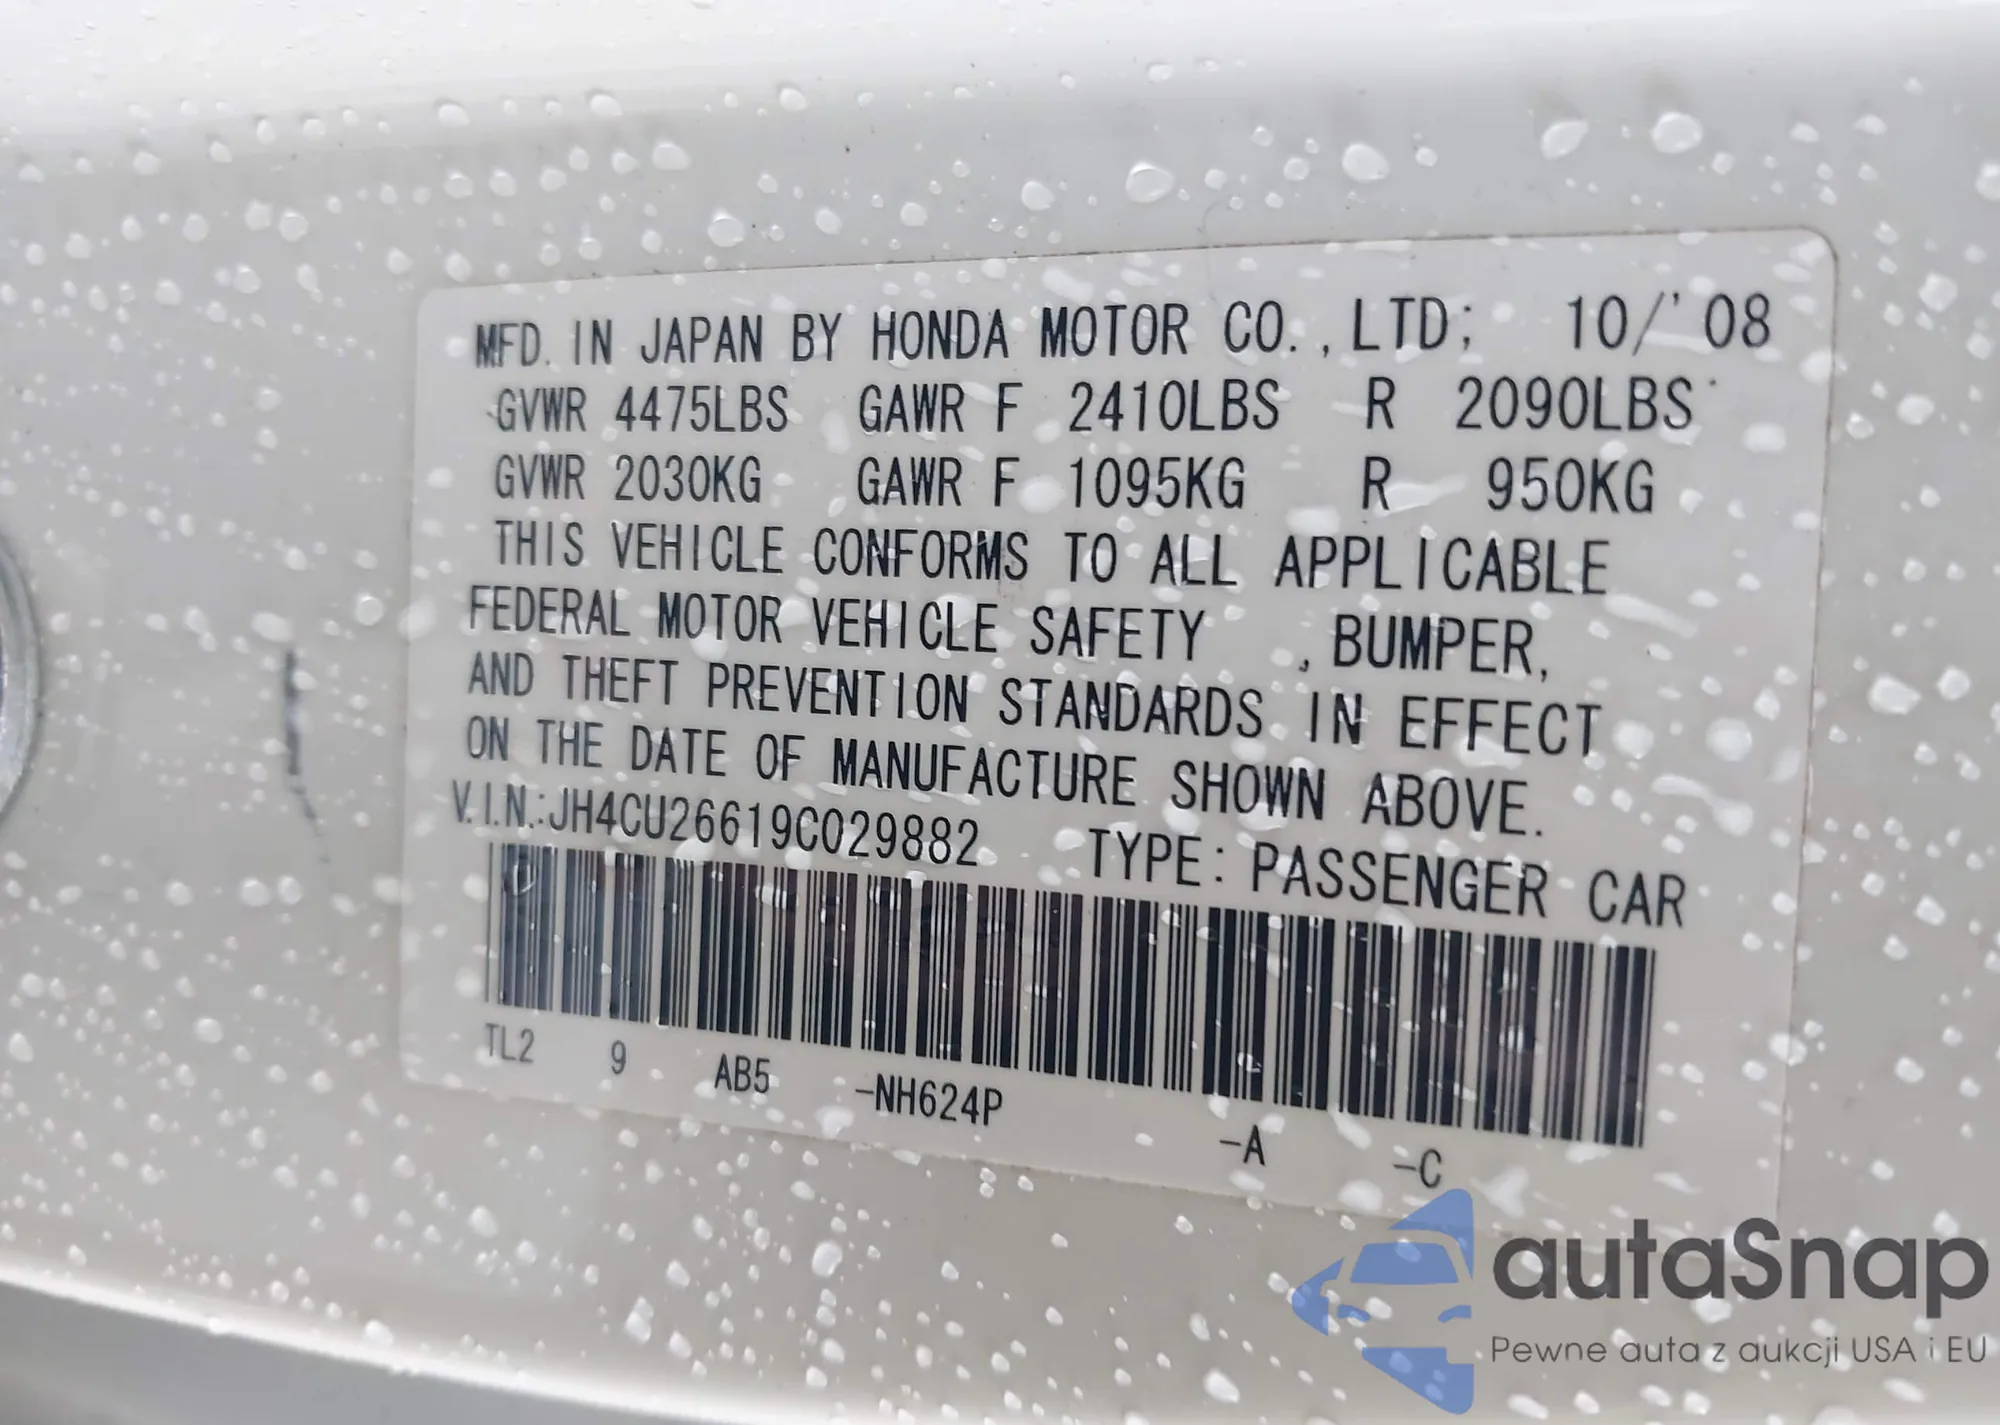 MFD. IN JAPAN BY HONDA MOTOR CO.,LTD; 10/'08
GVWR 4475LBS GAWR F 2410LBS R 2090LBS
GVWR 2030KG GAWR F 1095KG R 950KG
THIS VEHICLE CONFORMS TO ALL APPLICABLE
FEDERAL MOTOR VEHICLE SAFETY , BUMPER,
AND THEFT PREVENTION STANDARDS IN EFFECT
ON THE DATE OF MANUFACTURE SHOWN ABOVE.
V.I.N.:JH4CU26619C029882 TYPE: PASSENGER CAR
TL2 9 AB5 -NH624P -A -C
autaSnap
Pewne auta z aukcji USA i EU